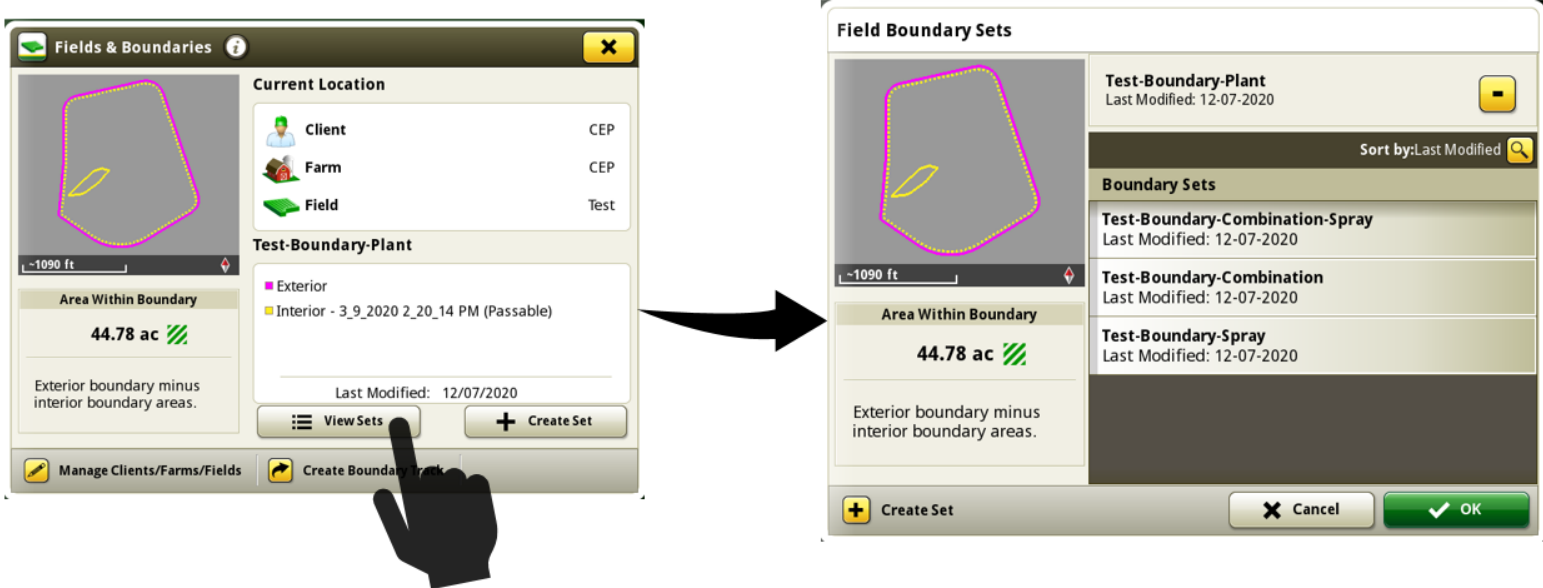 Fields & Boundaries i
Current Location
Client CEP
Farm CEP
Field Test
Test-Boundary-Plant
Exterior
Interior - 3_9_2020 2_20_14 PM (Passable)
Last Modified: 12/07/2020
~1090 ft
Area Within Boundary
44.78 ac
Exterior boundary minus
interior boundary areas.
View Sets
Create Set
Manage Clients/Farms/Fields
Create Boundary Track
Field Boundary Sets
~1090 ft
Area Within Boundary
44.78 ac
Exterior boundary minus
interior boundary areas.
Test-Boundary-Plant
Last Modified: 12-07-2020
Sort by:Last Modified
Boundary Sets
Test-Boundary-Combination-Spray
Last Modified: 12-07-2020
Test-Boundary-Combination
Last Modified: 12-07-2020
Test-Boundary-Spray
Last Modified: 12-07-2020
Create Set
Cancel
OK